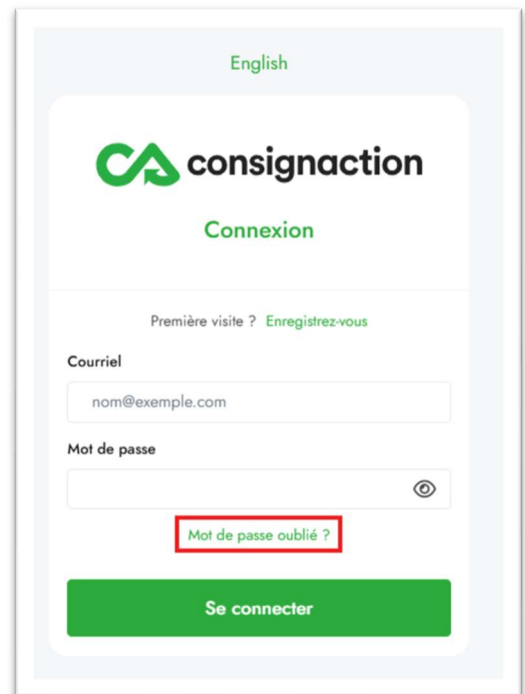 English
consignaction
Connexion
Première visite ? Enregistrez-vous
Courriel
nom@exemple.com
Mot de passe
Mot de passe oublié ?
Se connecter